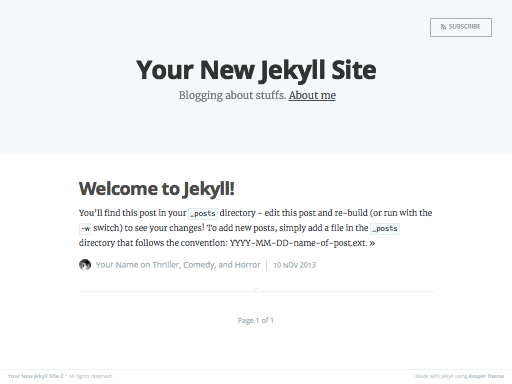 SUBSCRIBE
Your New Jekyll Site
Blogging about stuffs. About me
Welcome to Jekyll!
You'll find this post in your _posts directory - edit this post and re-build (or run with the
-w switch) to see your changes! To add new posts, simply add a file in the _posts
directory that follows the convention: YYYY-MM-DD-name-of-post.ext. »
Your Name on Thriller, Comedy, and Horror | 10 NOV 2013
Page 1 of 1
Your New Jekyll Site © • All rights reserved.
Made with Jekyll using Kasper theme